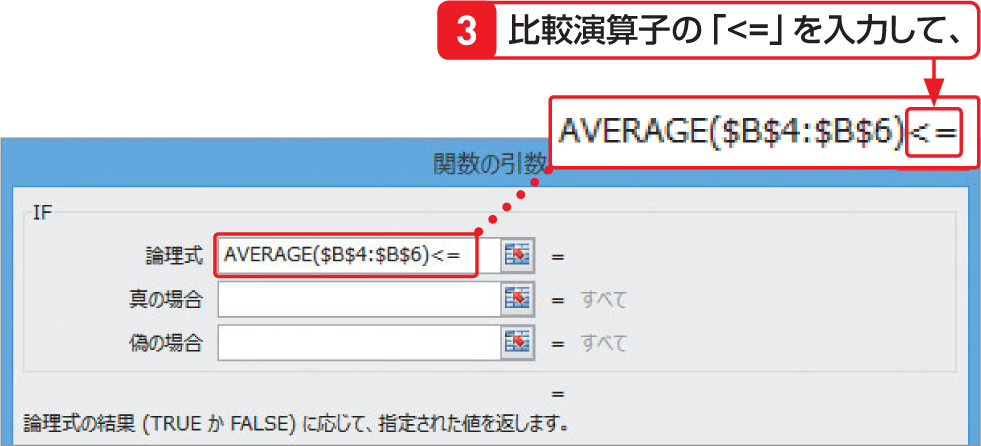 3 比較演算子の「<=」を入力して、
AVERAGE($B$4:$B$6)<=
関数の引数
IF
論理式 AVERAGE($B$4:$B$6)<= =
真の場合 = すべて
偽の場合 = すべて
=
論理式の結果 (TRUE か FALSE) に応じて、指定された値を返します。